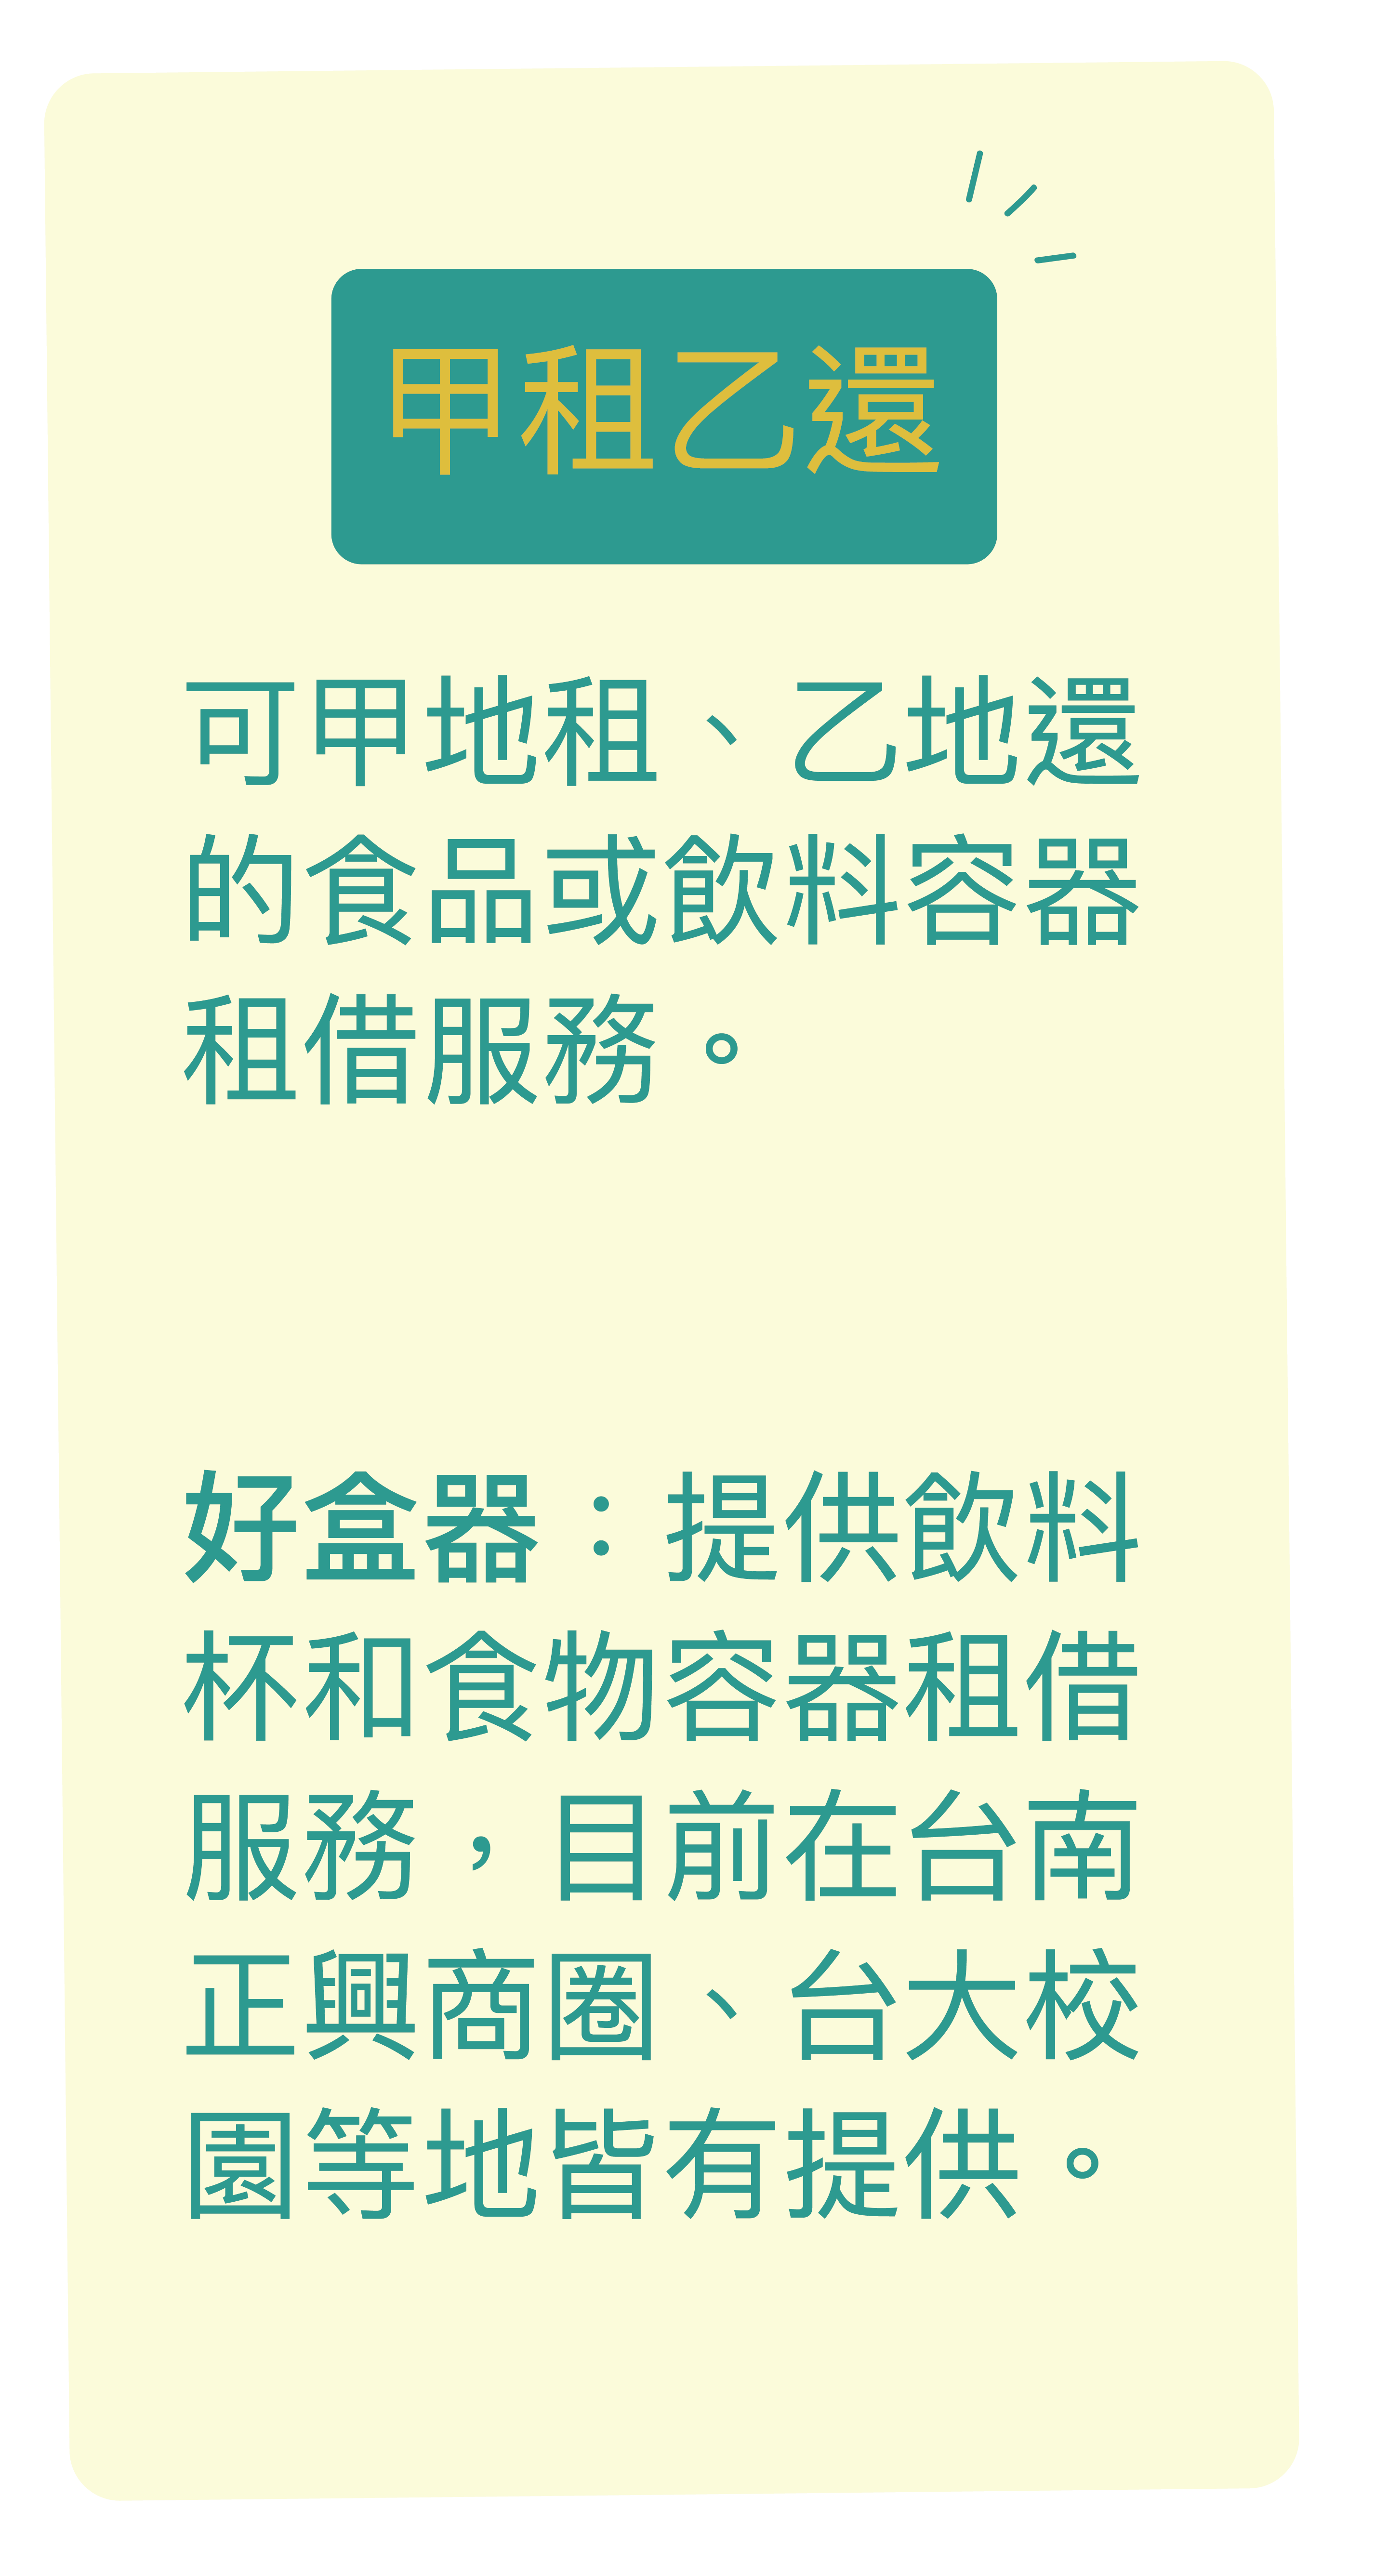 甲租乙還
可甲地租、乙地還
的食品或飲料容器
租借服務。
好盒器：提供飲料
杯和食物容器租借
服務，目前在台南
正興商圈、台大校
園等地皆有提供。